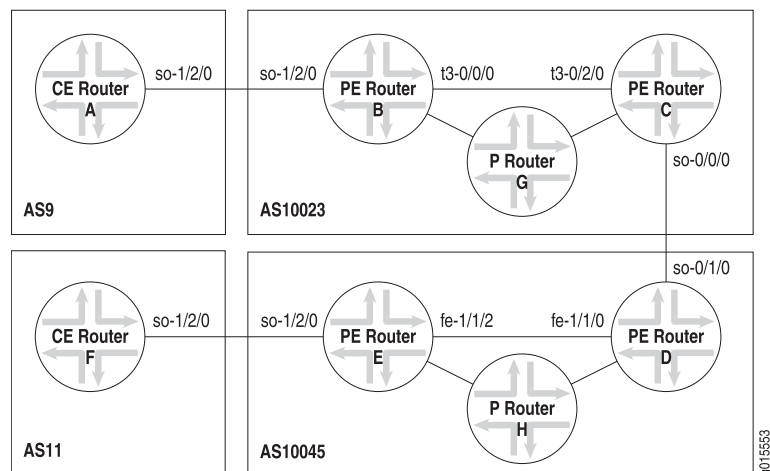 so-1/2/0
so-1/2/0
t3-0/0/0
t3-0/2/0
CE Router
A
PE Router
B
PE Router
C
P Router
G
so-0/0/0
AS9
AS10023
so-0/1/0
so-1/2/0
so-1/2/0
fe-1/1/2
fe-1/1/0
CE Router
F
PE Router
E
PE Router
D
P Router
H
AS11
AS10045
015553